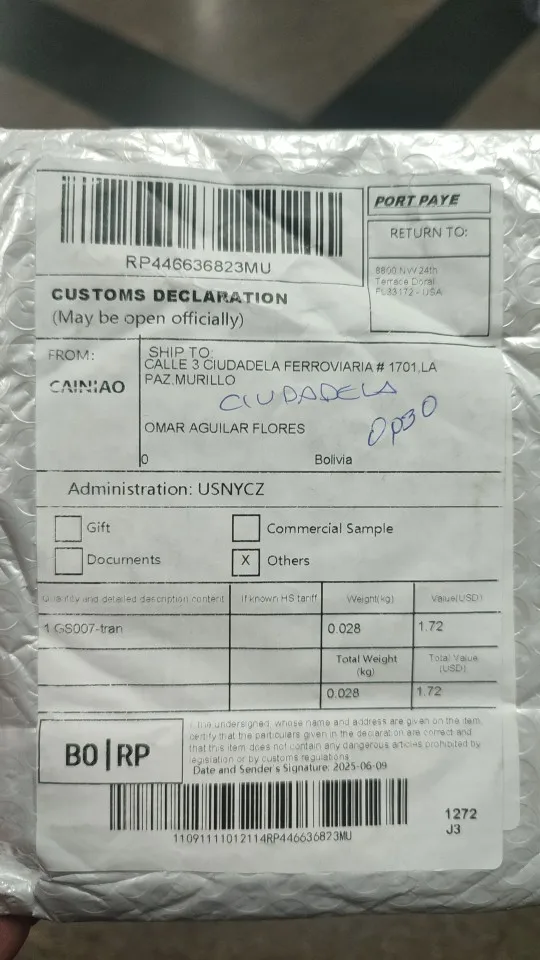 PORT PAYE
RP446636823MU
RETURN TO:
8600 NW 24th
Terrace Doral
FL33172 - USA
CUSTOMS DECLARATION
(May be open officially)
FROM:
CAINIAO
SHIP TO:
CALLE 3 CIUDADELA FERROVIARIA # 1701,LA
PAZ,MURILLO
CIUDADELA
OMAR AGUILAR FLORES
0 Bolivia
Administration: USNYCZ
Gift
Commercial Sample
Documents
X Others
Quantity and detailed description content If known HS tariff Weight(kg) Value(USD)
1 GS007-tran 0.028 1.72
Total Weight (kg) Total Value (USD)
0.028 1.72
BO|RP
I, the undersigned, whose name and address are given on the item,
certify that the particulars given in the declaration are correct and
that this item does not contain any dangerous articles prohibited by
legislation or by customs regulations
Date and Sender's Signature: 2025-06-09
11091111012114RP446636823MU
1272
J3